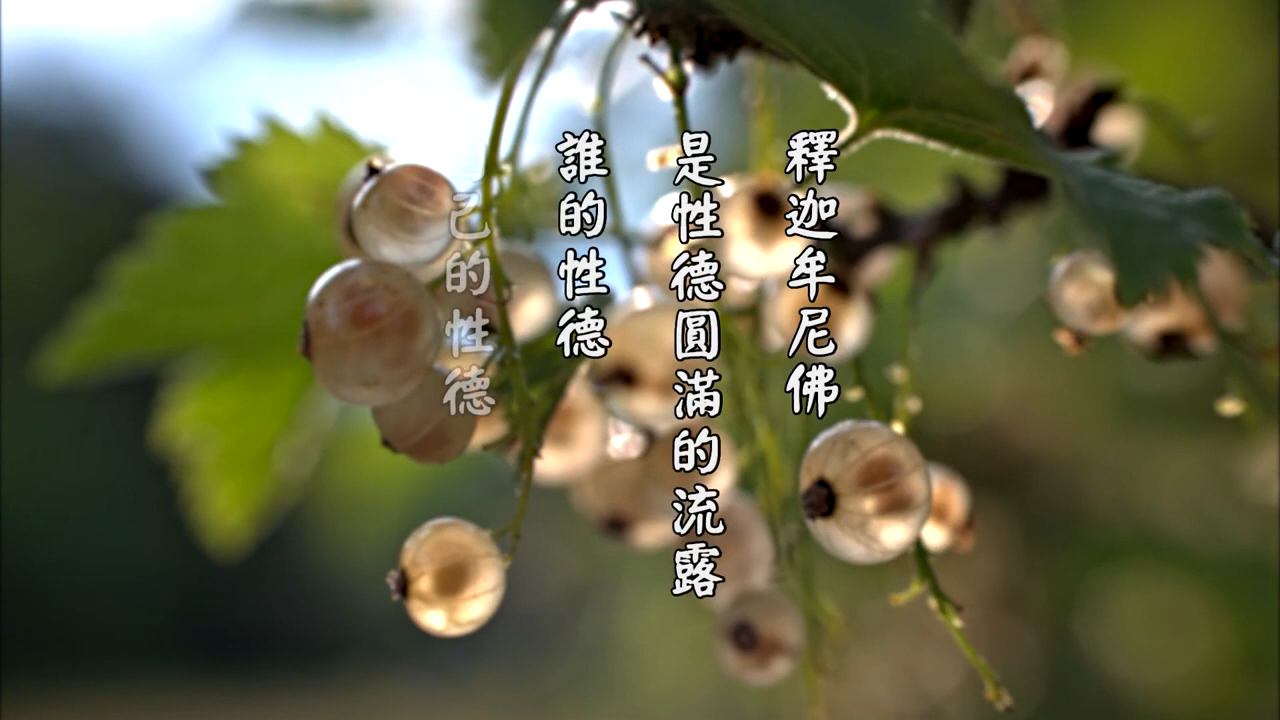 釋迦牟尼佛
是性德圓滿的流露
誰的性德
己的性德